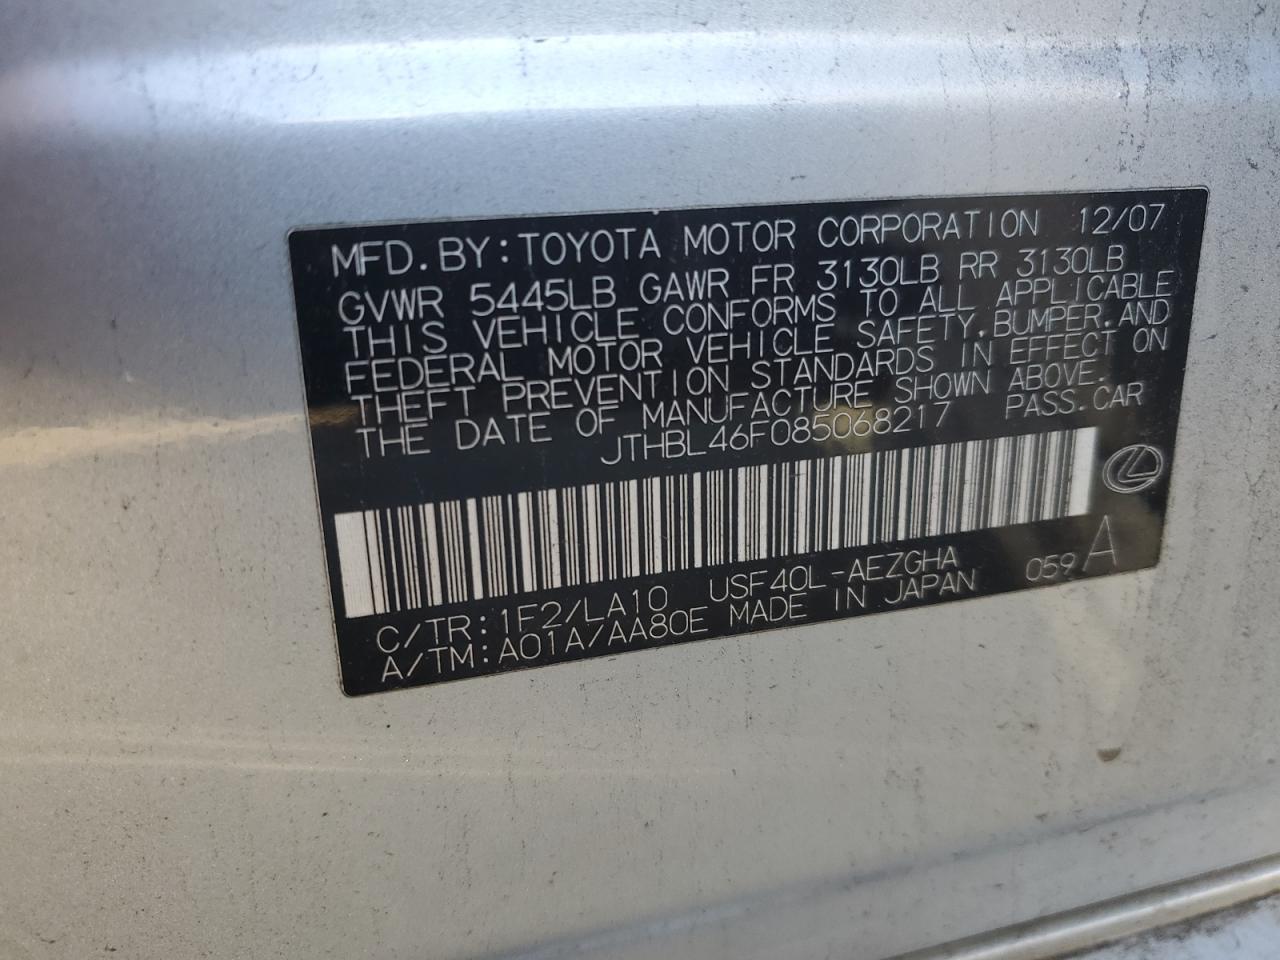 MFD. BY: TOYOTA MOTOR CORPORATION 12/07
GVWR 5445LB GAWR FR 3130LB RR 3130LB
THIS VEHICLE CONFORMS TO ALL APPLICABLE
FEDERAL MOTOR VEHICLE SAFETY, BUMPER, AND
THEFT PREVENTION STANDARDS IN EFFECT ON
THE DATE OF MANUFACTURE SHOWN ABOVE.
JTHBL46F085068217 PASS. CAR
C/TR: 1F2/LA10 USF40L-AEZGHA 059 A
A/TM: A01A/AA80E MADE IN JAPAN